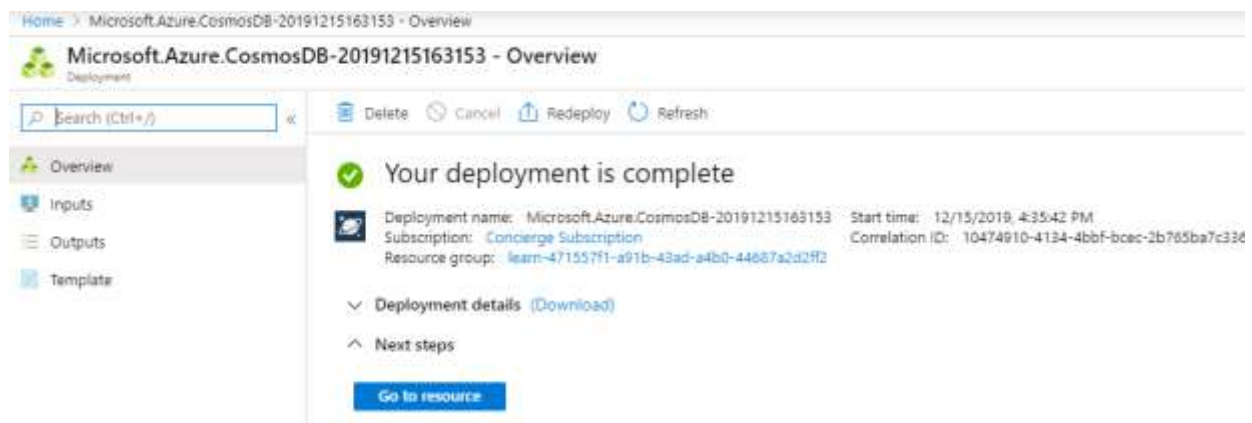 Home > Microsoft.Azure.CosmosDB-20191215163153 - Overview
Microsoft.Azure.CosmosDB-20191215163153 - Overview
Deployment
Search (Ctrl+/)
«
Delete
Cancel
Redeploy
Refresh
Overview
Inputs
Outputs
Template
Your deployment is complete
Deployment name: Microsoft.Azure.CosmosDB-20191215163153
Start time: 12/15/2019, 4:35:42 PM
Subscription: Concierge Subscription
Correlation ID: 10474910-4134-4bbf-bcec-2b765ba7c336
Resource group: learn-471557f1-a91b-43ad-a4b0-44687a2d2ff2
Deployment details (Download)
Next steps
Go to resource